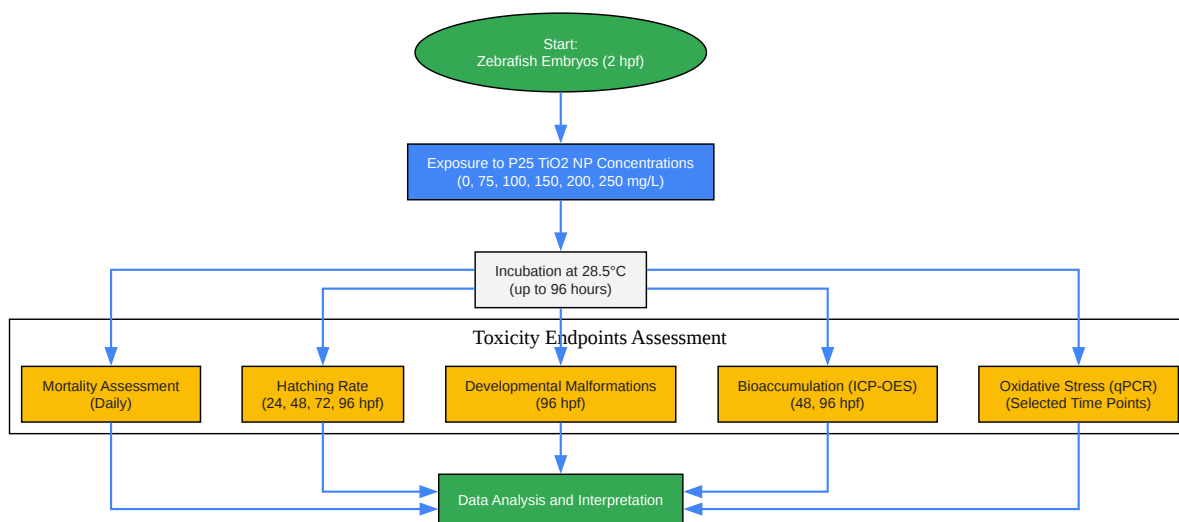 Start:
Zebrafish Embryos (2 hpf)
Exposure to P25 TiO2 NP Concentrations
(0, 75, 100, 150, 200, 250 mg/L)
Incubation at 28.5°C
(up to 96 hours)
Toxicity Endpoints Assessment
Mortality Assessment
(Daily)
Hatching Rate
(24, 48, 72, 96 hpf)
Developmental Malformations
(96 hpf)
Bioaccumulation (ICP-OES)
(48, 96 hpf)
Oxidative Stress (qPCR)
(Selected Time Points)
Data Analysis and Interpretation